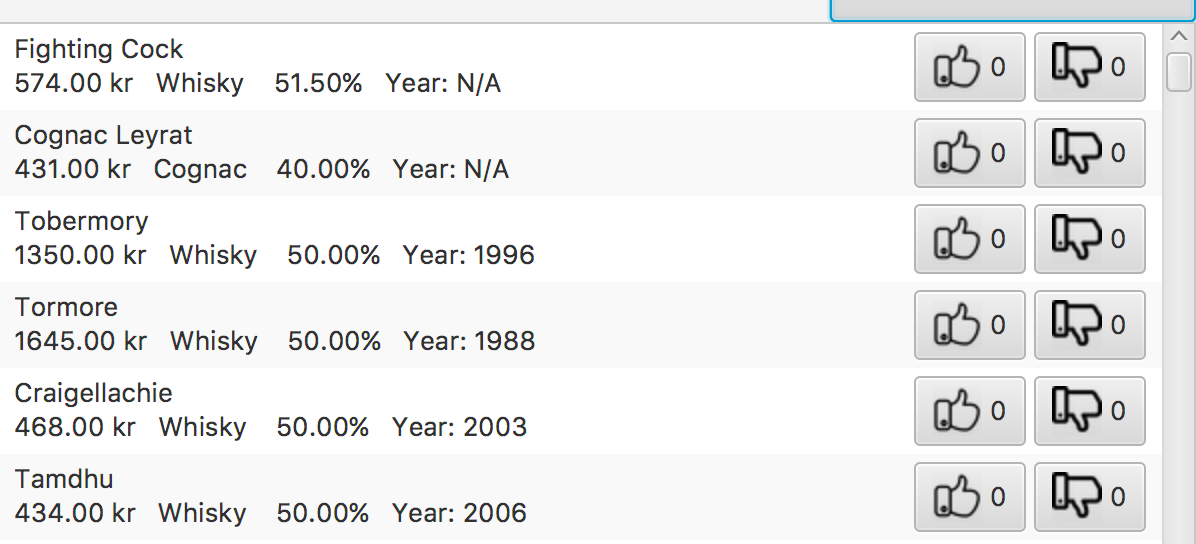 Fighting Cock
574.00 kr Whisky 51.50% Year: N/A
0 0
Cognac Leyrat
431.00 kr Cognac 40.00% Year: N/A
0 0
Tobermory
1350.00 kr Whisky 50.00% Year: 1996
0 0
Tormore
1645.00 kr Whisky 50.00% Year: 1988
0 0
Craigellachie
468.00 kr Whisky 50.00% Year: 2003
0 0
Tamdhu
434.00 kr Whisky 50.00% Year: 2006
0 0